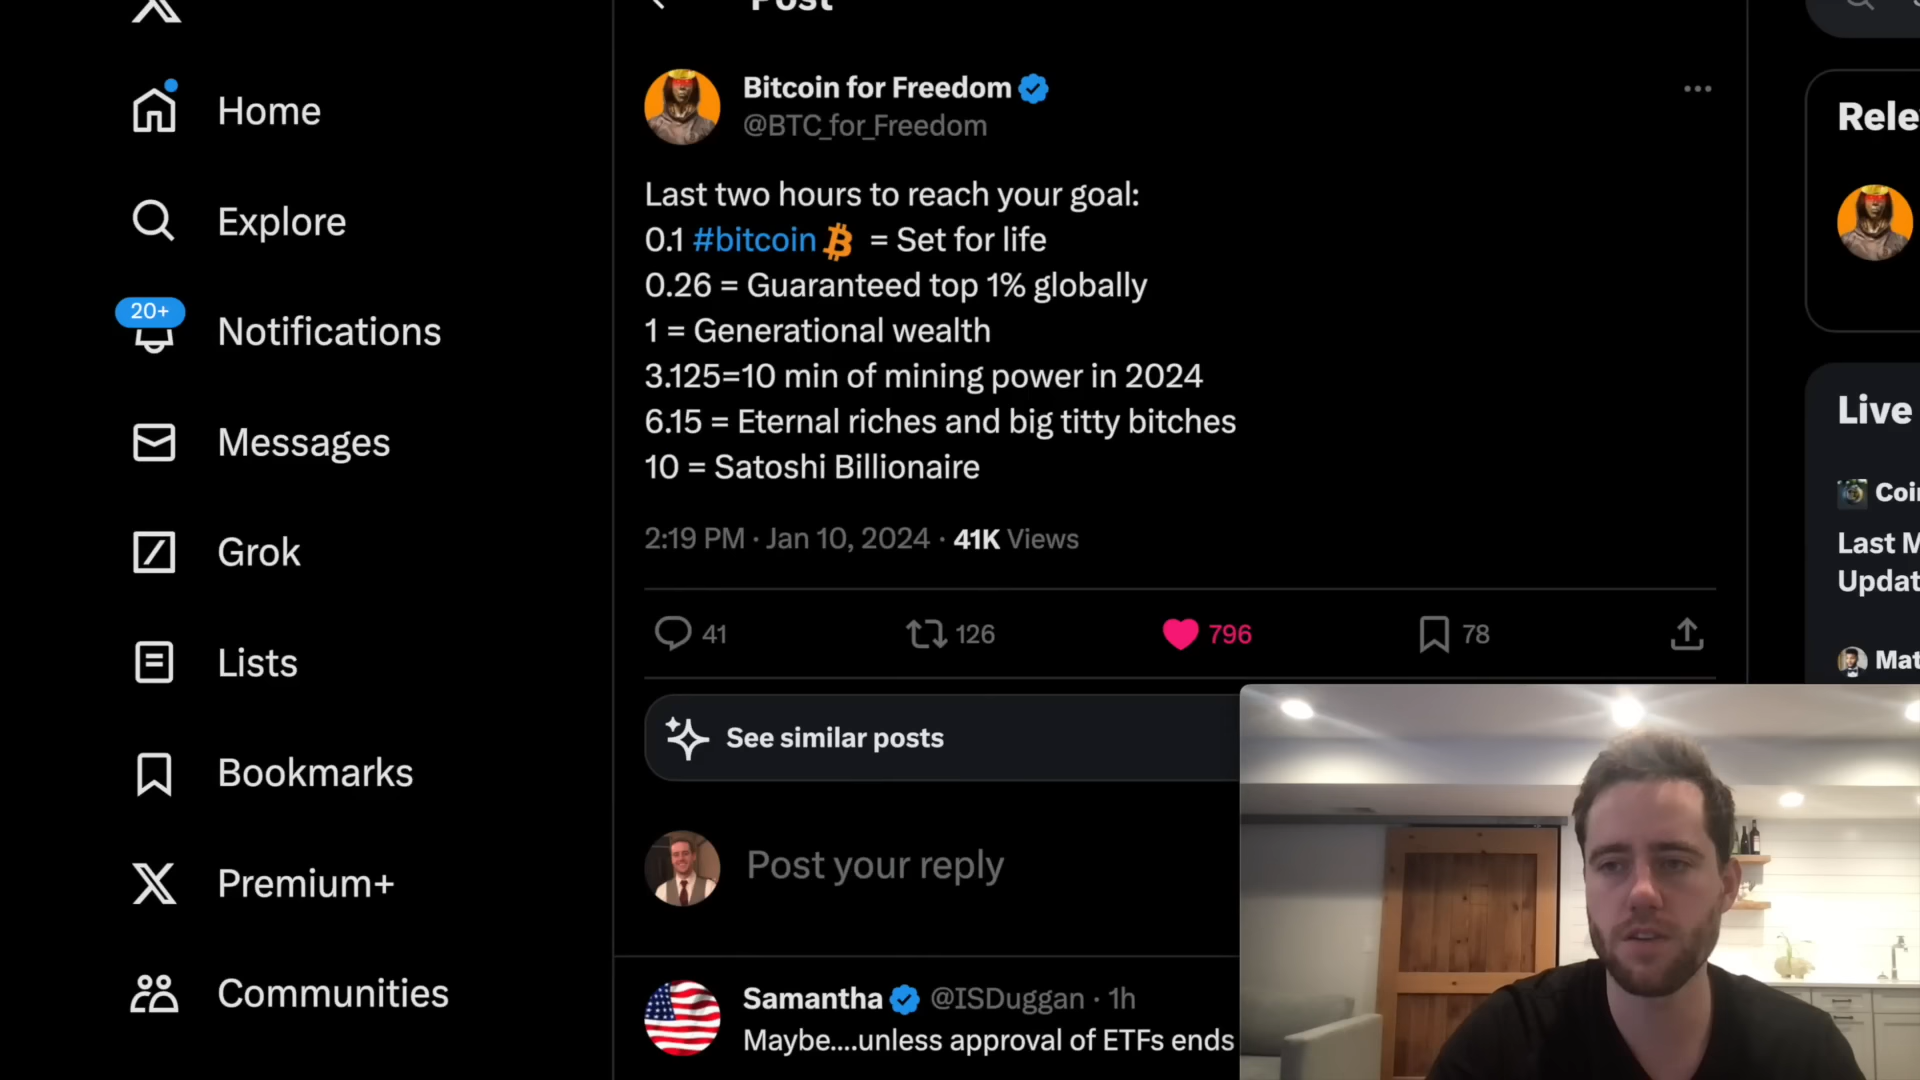 Post
Home
Explore
20+
Notifications
Messages
Grok
Lists
Bookmarks
Premium+
Communities
Bitcoin for Freedom
@BTC_for_Freedom
Last two hours to reach your goal:
0.1 #bitcoin = Set for life
0.26 = Guaranteed top 1% globally
1 = Generational wealth
3.125=10 min of mining power in 2024
6.15 = Eternal riches and big titty bitches
10 = Satoshi Billionaire
2:19 PM · Jan 10, 2024 · 41K Views
41 126 796 78
See similar posts
Post your reply
Samantha @ISDuggan · 1h
Maybe....unless approval of ETFs ends
Rele
Live
Coi
Last M
Updat
Mat